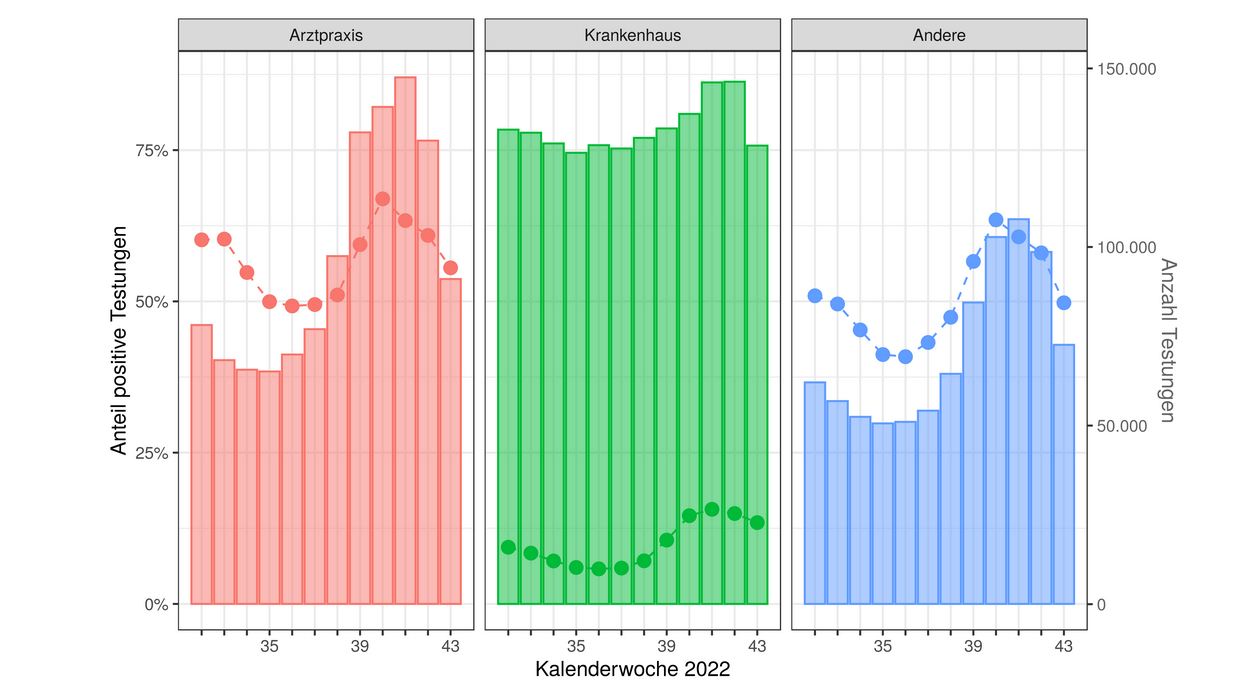 Arztpraxis
Krankenhaus
Andere
Anteil positive Testungen
75%
50%
25%
0%
150.000
100.000
50.000
0
Anzahl Testungen
35 39 43
35 39 43
35 39 43
Kalenderwoche 2022